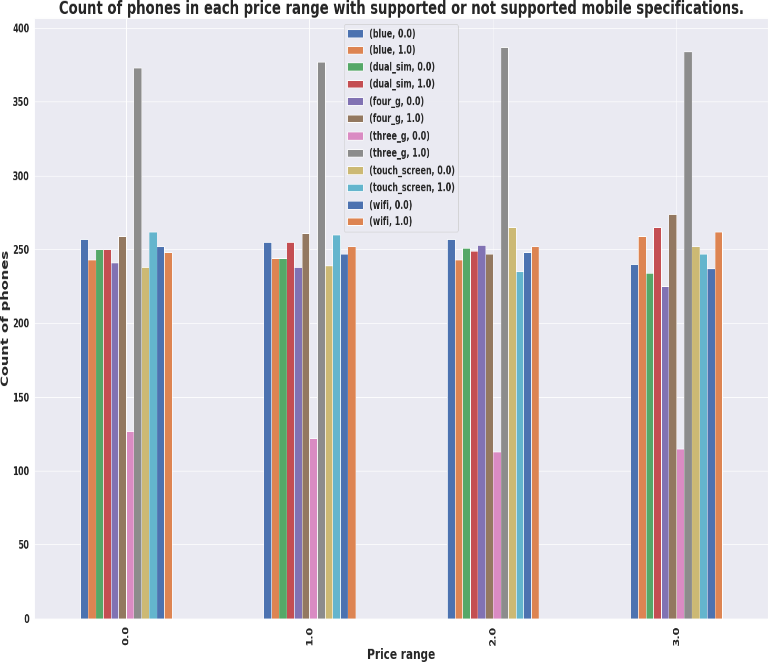 Count of phones in each price range with supported or not supported mobile specifications.
400
350
300
250
200
150
100
50
0
Count of phones
(blue, 0.0)
(blue, 1.0)
(dual_sim, 0.0)
(dual_sim, 1.0)
(four_g, 0.0)
(four_g, 1.0)
(three_g, 0.0)
(three_g, 1.0)
(touch_screen, 0.0)
(touch_screen, 1.0)
(wifi, 0.0)
(wifi, 1.0)
0.0
1.0
2.0
3.0
Price range